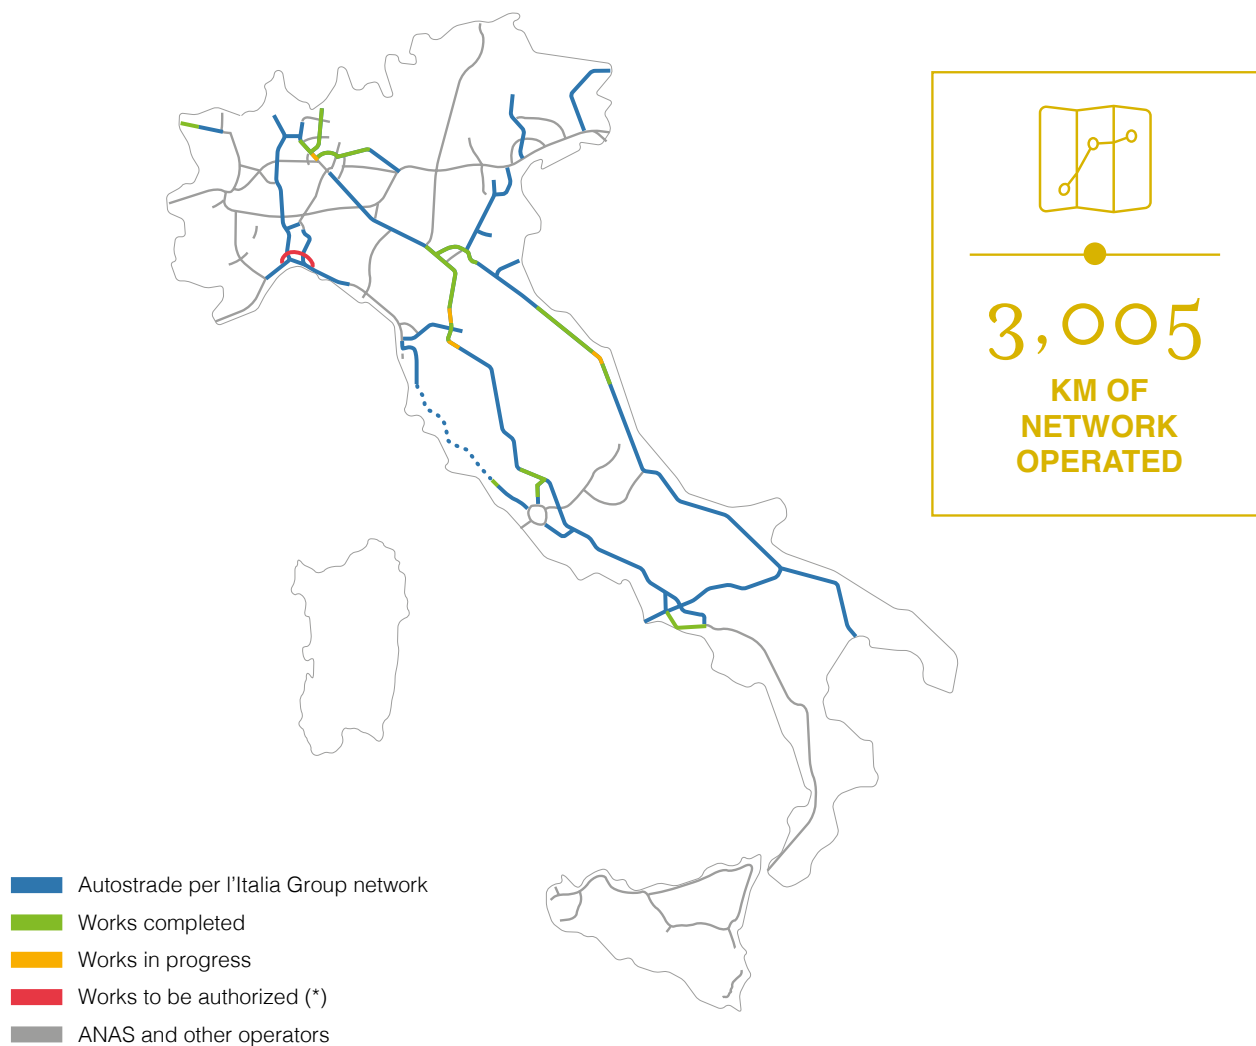 3,005
KM OF
NETWORK
OPERATED
Autostrade per l’Italia Group network
Works completed
Works in progress
Works to be authorized (*)
ANAS and other operators